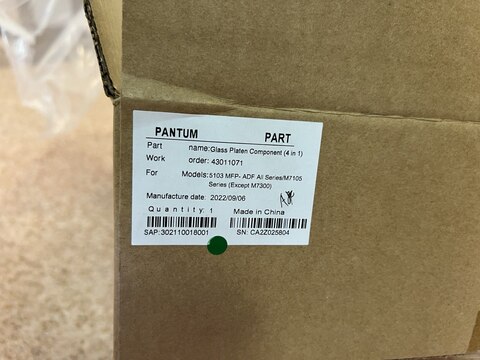 PANTUM PART
Part name:Glass Platen Component (4 in 1)
Work order: 43011071
For Models:5103 MFP- ADF All Series/M7105
Series (Except M7300)
Manufacture date: 2022/09/06
Quantity: 1 Made in China
SAP:302110018001 SN: CA2Z025804